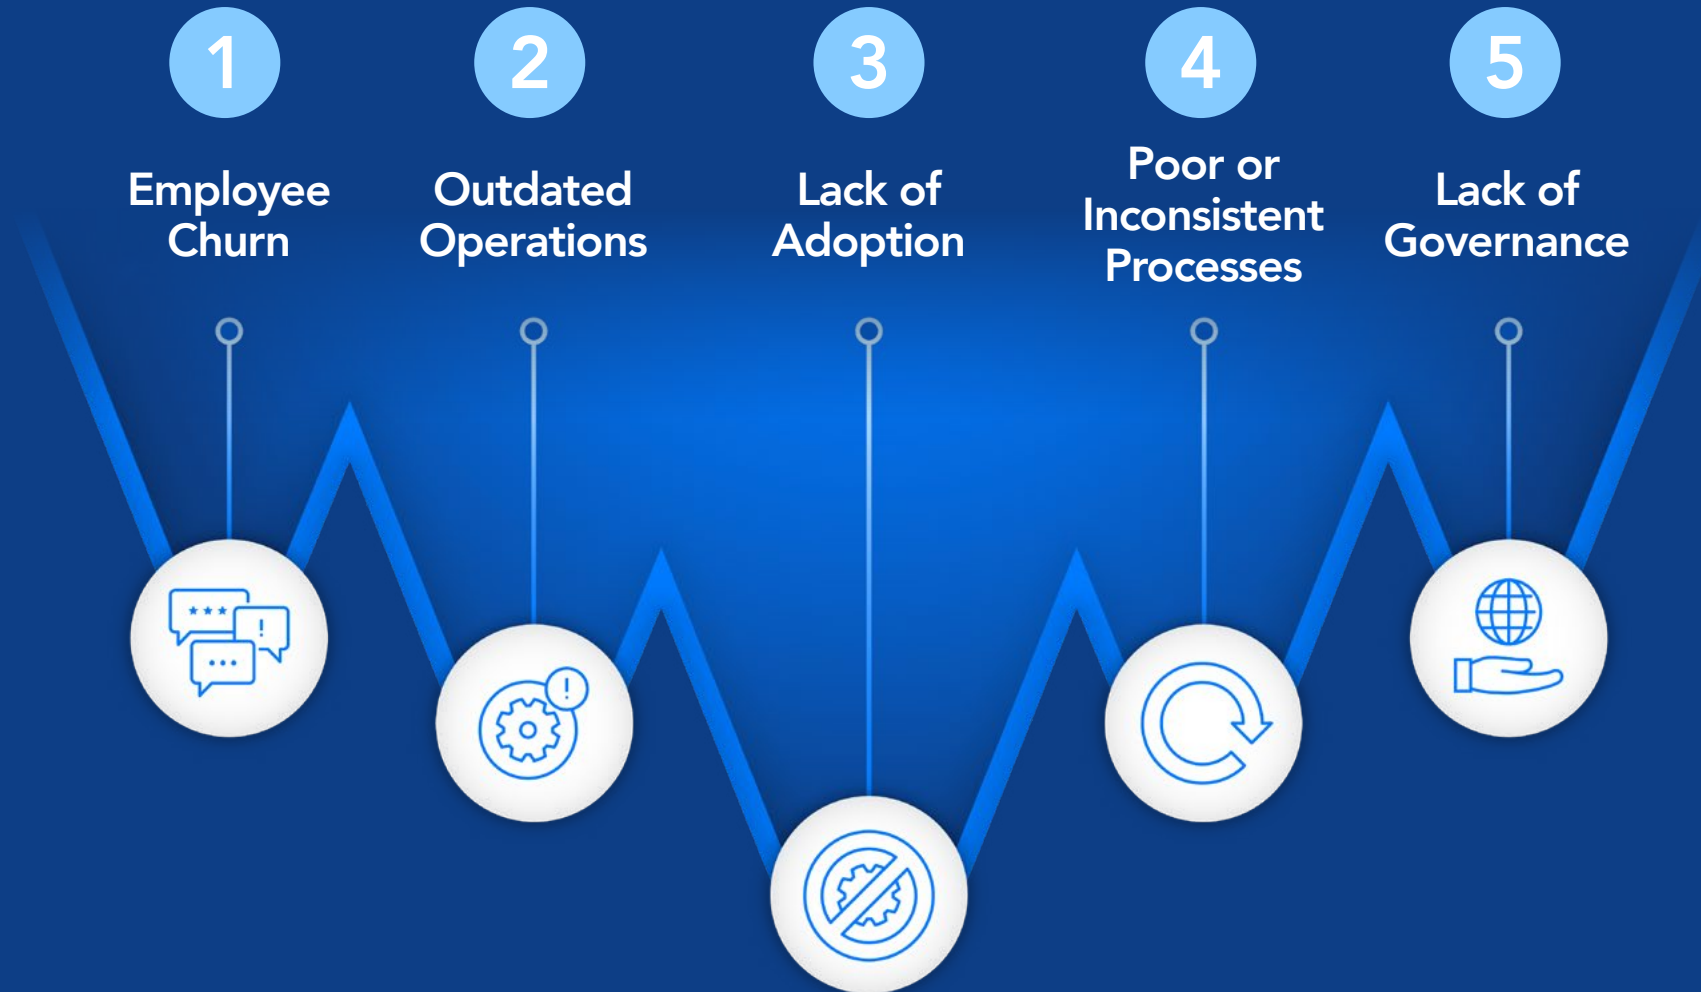 1
Employee
Churn
2
Outdated
Operations
3
Lack of
Adoption
4
Poor or
Inconsistent
Processes
5
Lack of
Governance